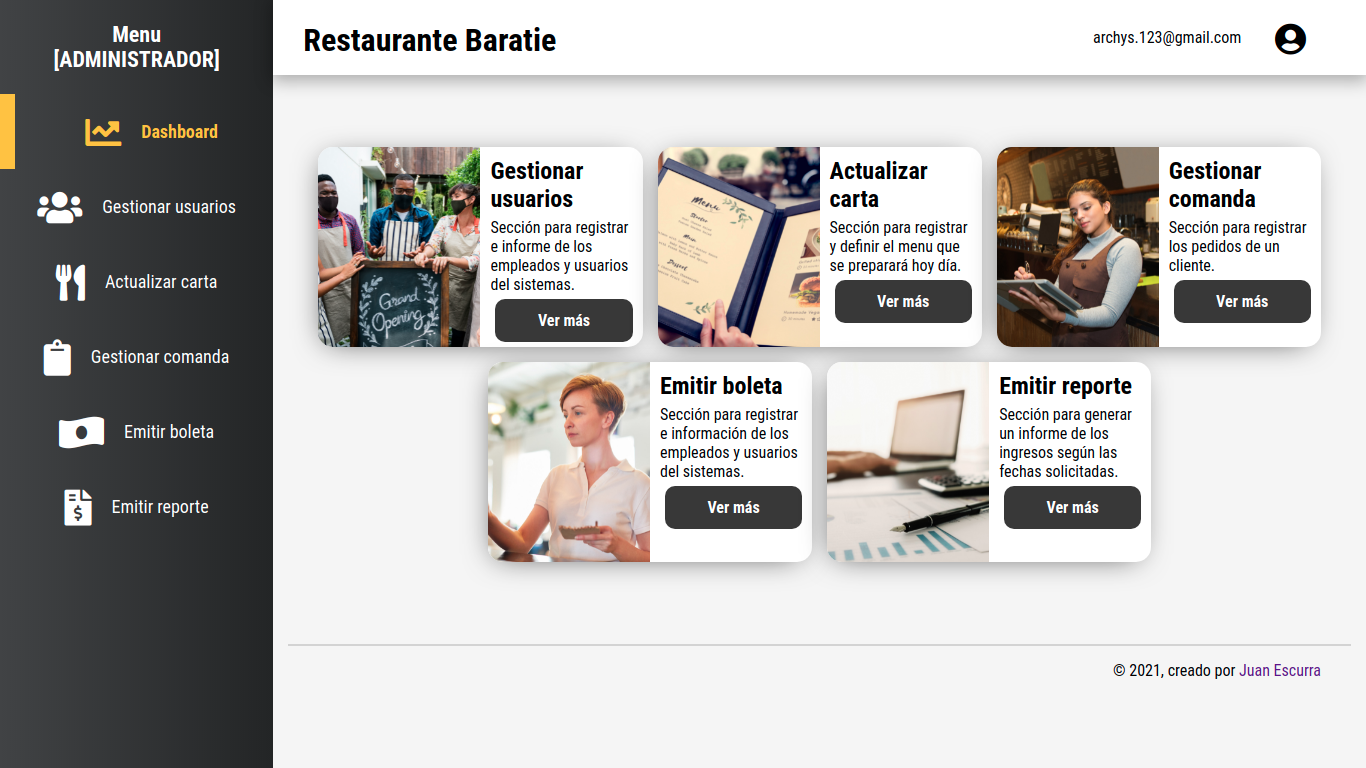 Menu
[ADMINISTRADOR]
Dashboard
Gestionar usuarios
Actualizar carta
Gestionar comanda
Emitir boleta
Emitir reporte
Restaurante Baratie
archys.123@gmail.com
Grand
Opening
Gestionar
usuarios
Sección para registrar
e informe de los
empleados y usuarios
del sistemas.
Ver más
Menu
Dessert
Actualizar
carta
Sección para registrar
y definir el menu que
se preparará hoy día.
Ver más
Gestionar
comanda
Sección para registrar
los pedidos de un
cliente.
Ver más
Emitir boleta
Sección para registrar
e información de los
empleados y usuarios
del sistemas.
Ver más
Emitir reporte
Sección para generar
un informe de los
ingresos según las
fechas solicitadas.
Ver más
© 2021, creado por Juan Escurra